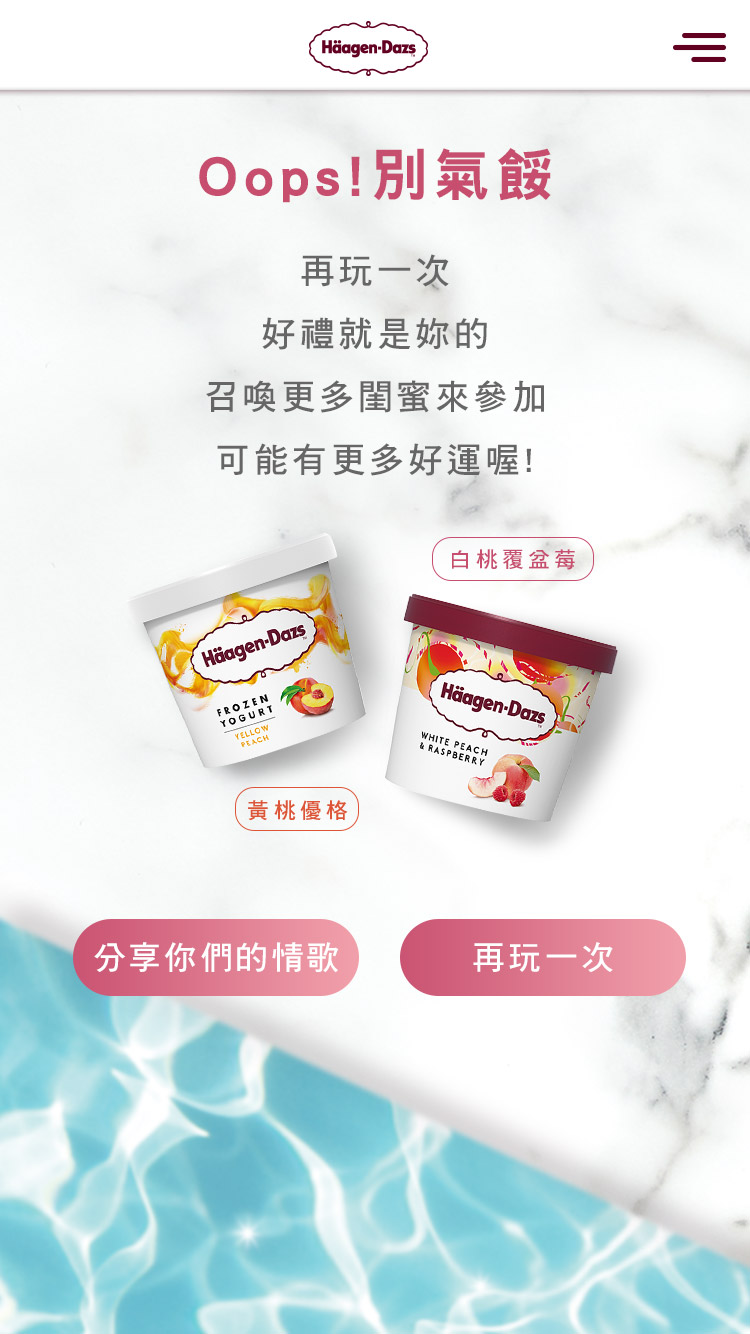 Häagen-Dazs
Oops!別氣餒
再玩一次
好禮就是妳的
召喚更多閨蜜來參加
可能有更多好運喔!
白桃覆盆莓
Häagen-Dazs
FROZEN
YOGURT
YELLOW
PEACH
Häagen-Dazs
WHITE PEACH
& RASPBERRY
黃桃優格
分享你們的情歌
再玩一次